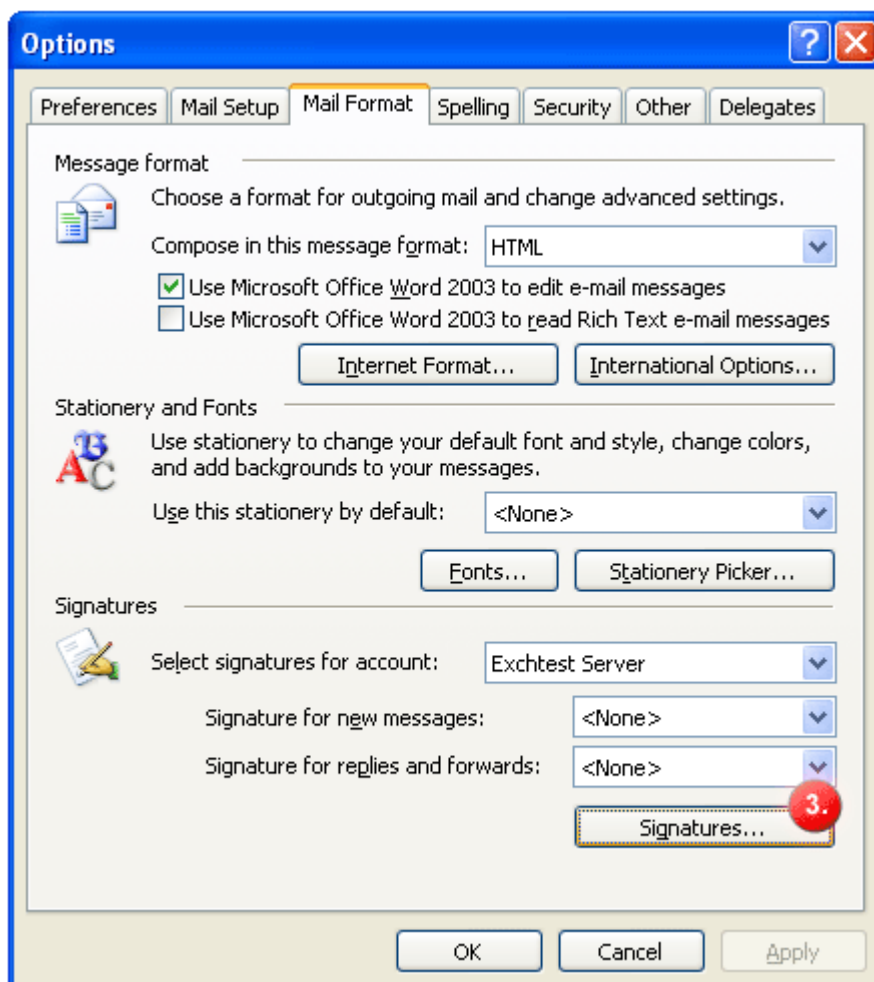 Options
Preferences Mail Setup Mail Format Spelling Security Other Delegates
Message format
Choose a format for outgoing mail and change advanced settings.
Compose in this message format: HTML
Use Microsoft Office Word 2003 to edit e-mail messages
Use Microsoft Office Word 2003 to read Rich Text e-mail messages
Internet Format... International Options...
Stationery and Fonts
Use stationery to change your default font and style, change colors,
and add backgrounds to your messages.
Use this stationery by default: <None>
Fonts... Stationery Picker...
Signatures
Select signatures for account: Exchtest Server
Signature for new messages: <None>
Signature for replies and forwards: <None>
3.
Signatures...
OK Cancel Apply